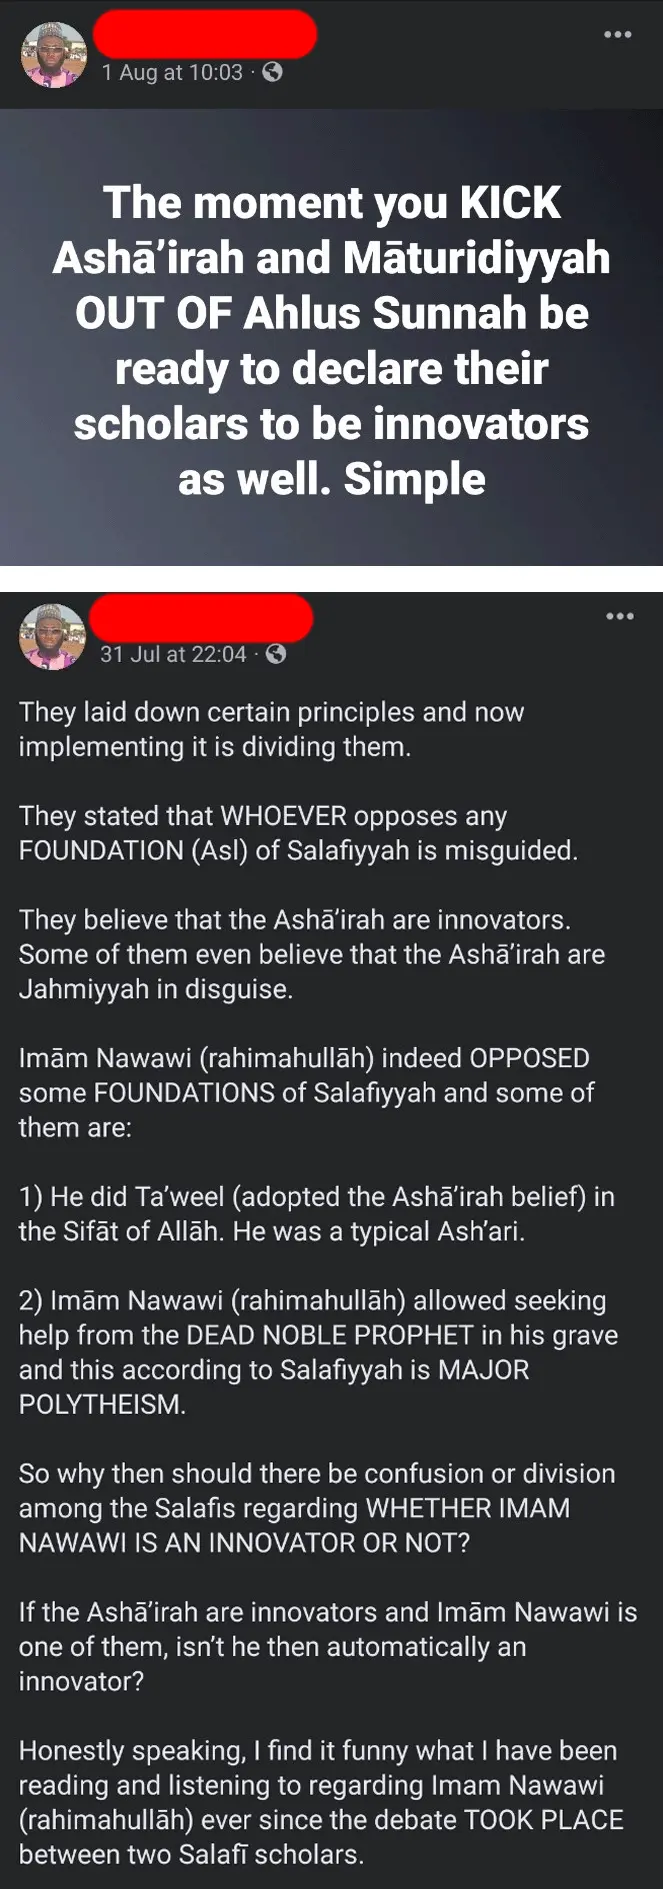 1 Aug at 10:03 ·
The moment you KICK
Ashā’irah and Māturidiyyah
OUT OF Ahlus Sunnah be
ready to declare their
scholars to be innovators
as well. Simple
31 Jul at 22:04 ·
They laid down certain principles and now
implementing it is dividing them.
They stated that WHOEVER opposes any
FOUNDATION (Asl) of Salafiyyah is misguided.
They believe that the Ashā’irah are innovators.
Some of them even believe that the Ashā’irah are
Jahmiyyah in disguise.
Imām Nawawi (rahimahullāh) indeed OPPOSED
some FOUNDATIONS of Salafiyyah and some of
them are:
1) He did Ta’weel (adopted the Ashā’irah belief) in
the Sifāt of Allāh. He was a typical Ash’ari.
2) Imām Nawawi (rahimahullāh) allowed seeking
help from the DEAD NOBLE PROPHET in his grave
and this according to Salafiyyah is MAJOR
POLYTHEISM.
So why then should there be confusion or division
among the Salafis regarding WHETHER IMAM
NAWAWI IS AN INNOVATOR OR NOT?
If the Ashā’irah are innovators and Imām Nawawi is
one of them, isn’t he then automatically an
innovator?
Honestly speaking, I find it funny what I have been
reading and listening to regarding Imam Nawawi
(rahimahullāh) ever since the debate TOOK PLACE
between two Salafī scholars.